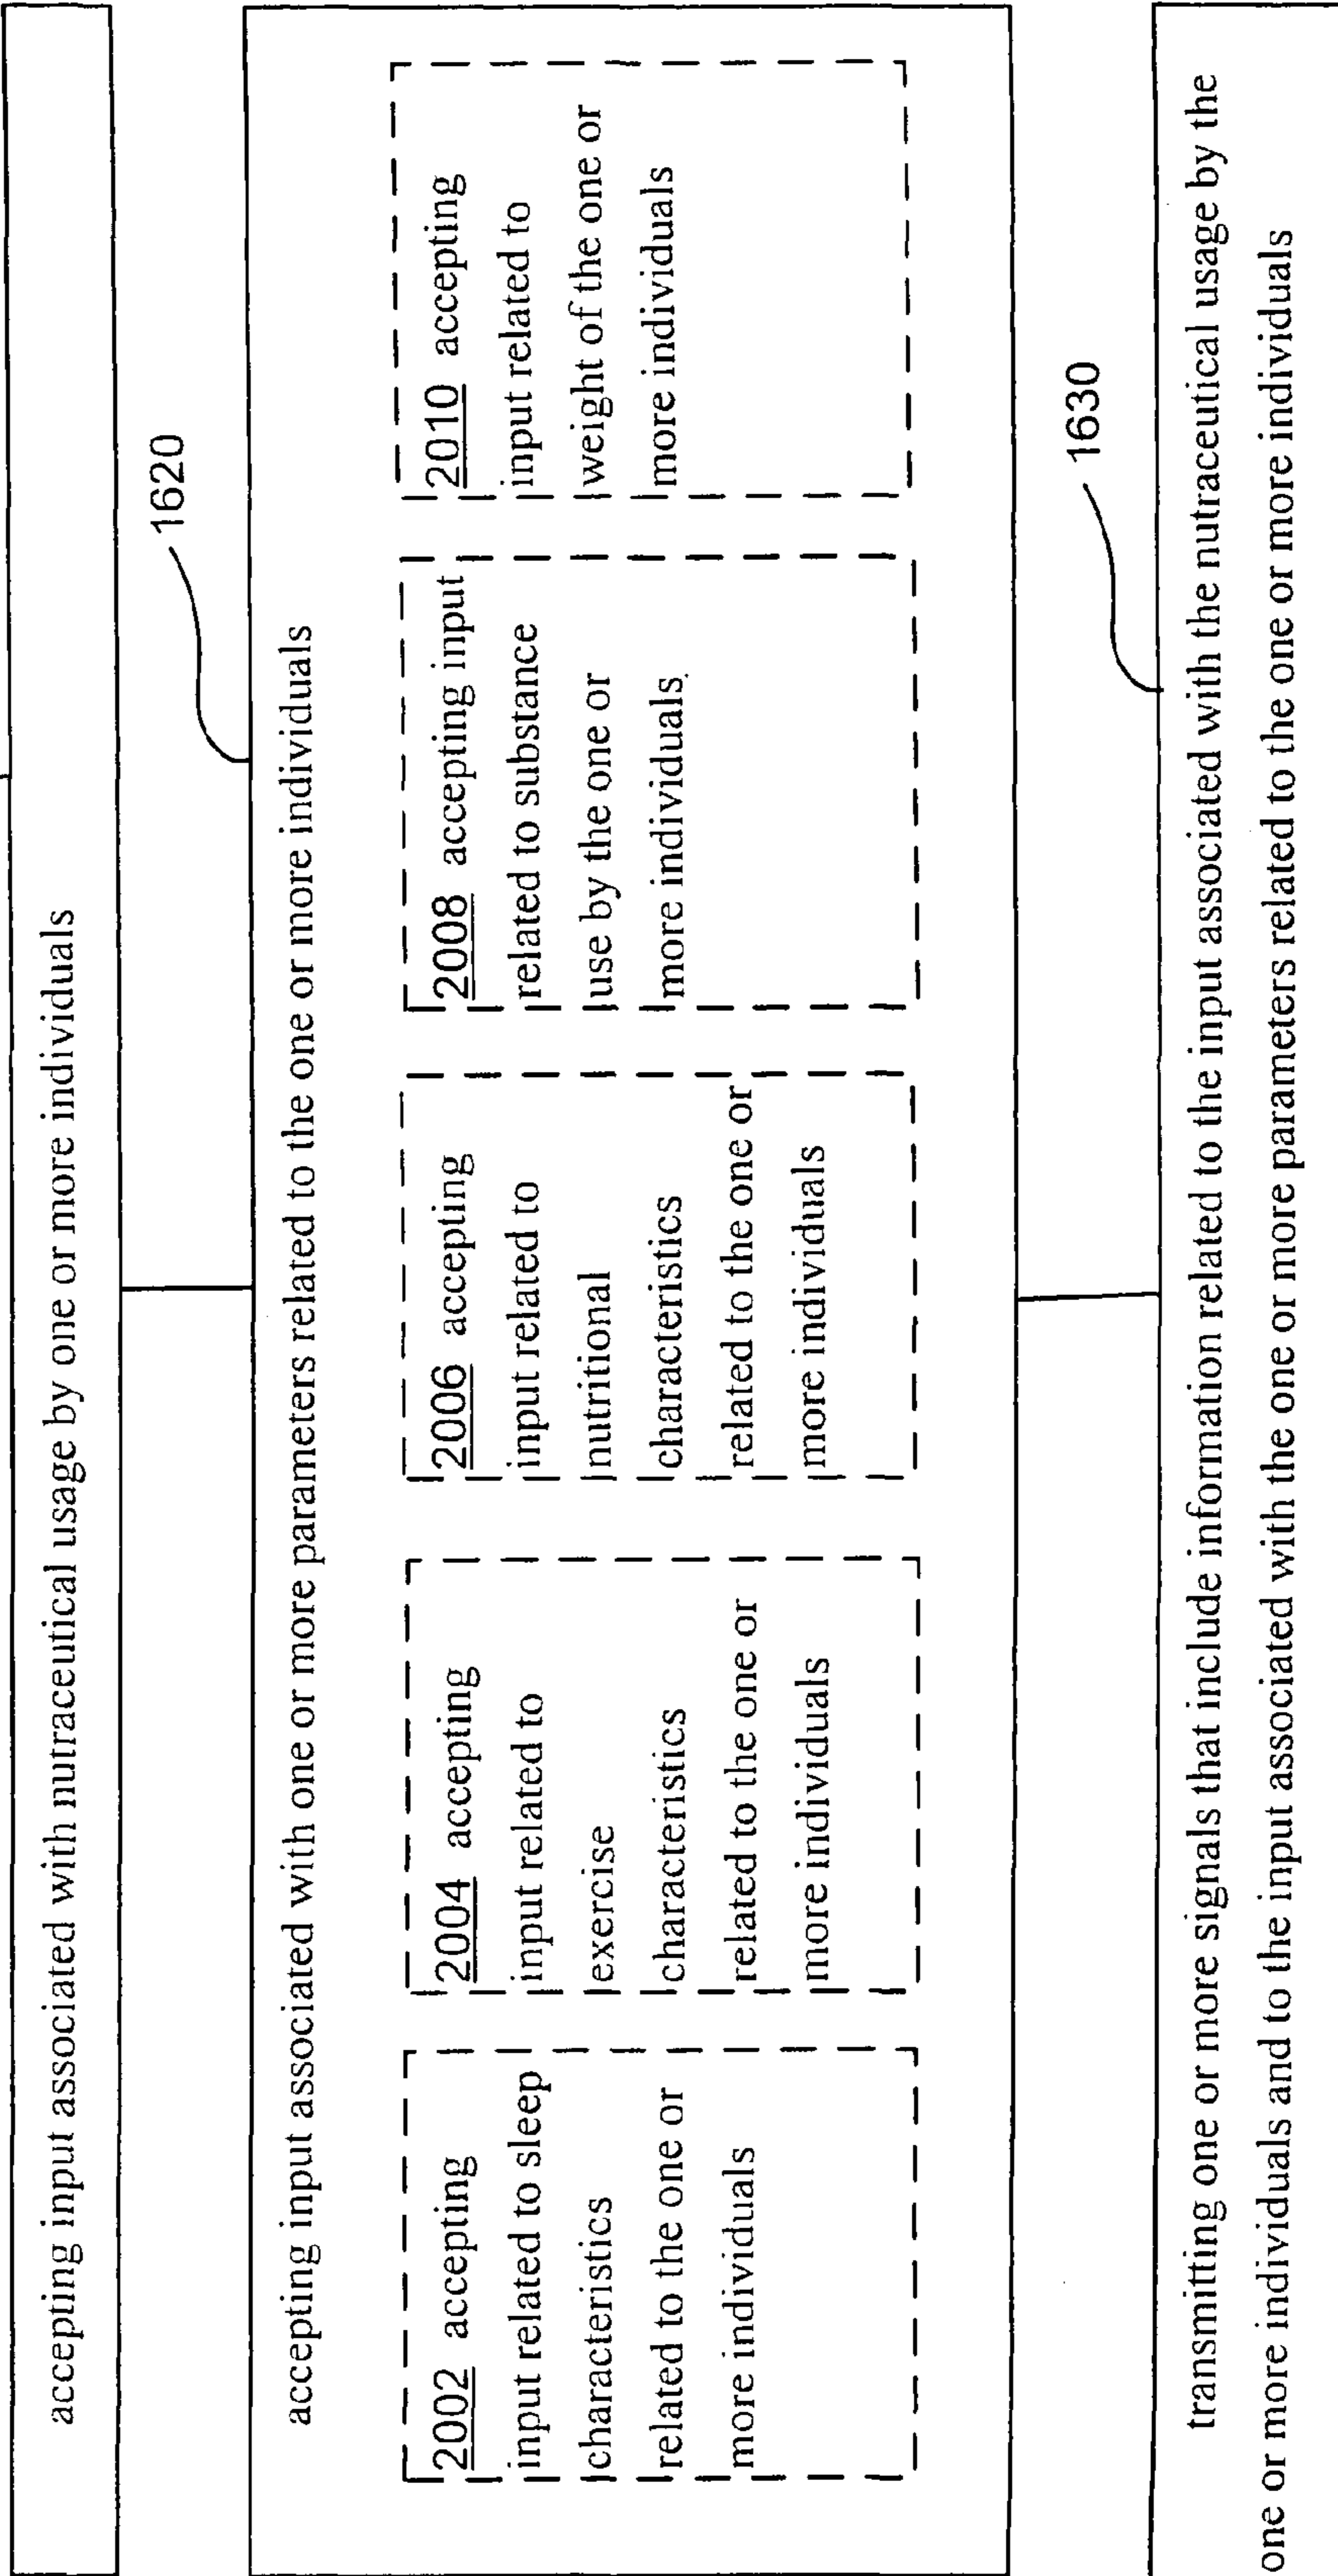 accepting input associated with nutraceutical usage by one or more individuals
1620
accepting input associated with one or more parameters related to the one or more individuals
2002 accepting
input related to sleep
characteristics
related to the one or
more individuals
2004 accepting
input related to
exercise
characteristics
related to the one or
more individuals
2006 accepting
input related to
nutritional
characteristics
related to the one or
more individuals
2008 accepting input
related to substance
use by the one or
more individuals
2010 accepting
input related to
weight of the one or
more individuals
1630
transmitting one or more signals that include information related to the input associated with the nutraceutical usage by the
one or more individuals and to the input associated with the one or more parameters related to the one or more individuals